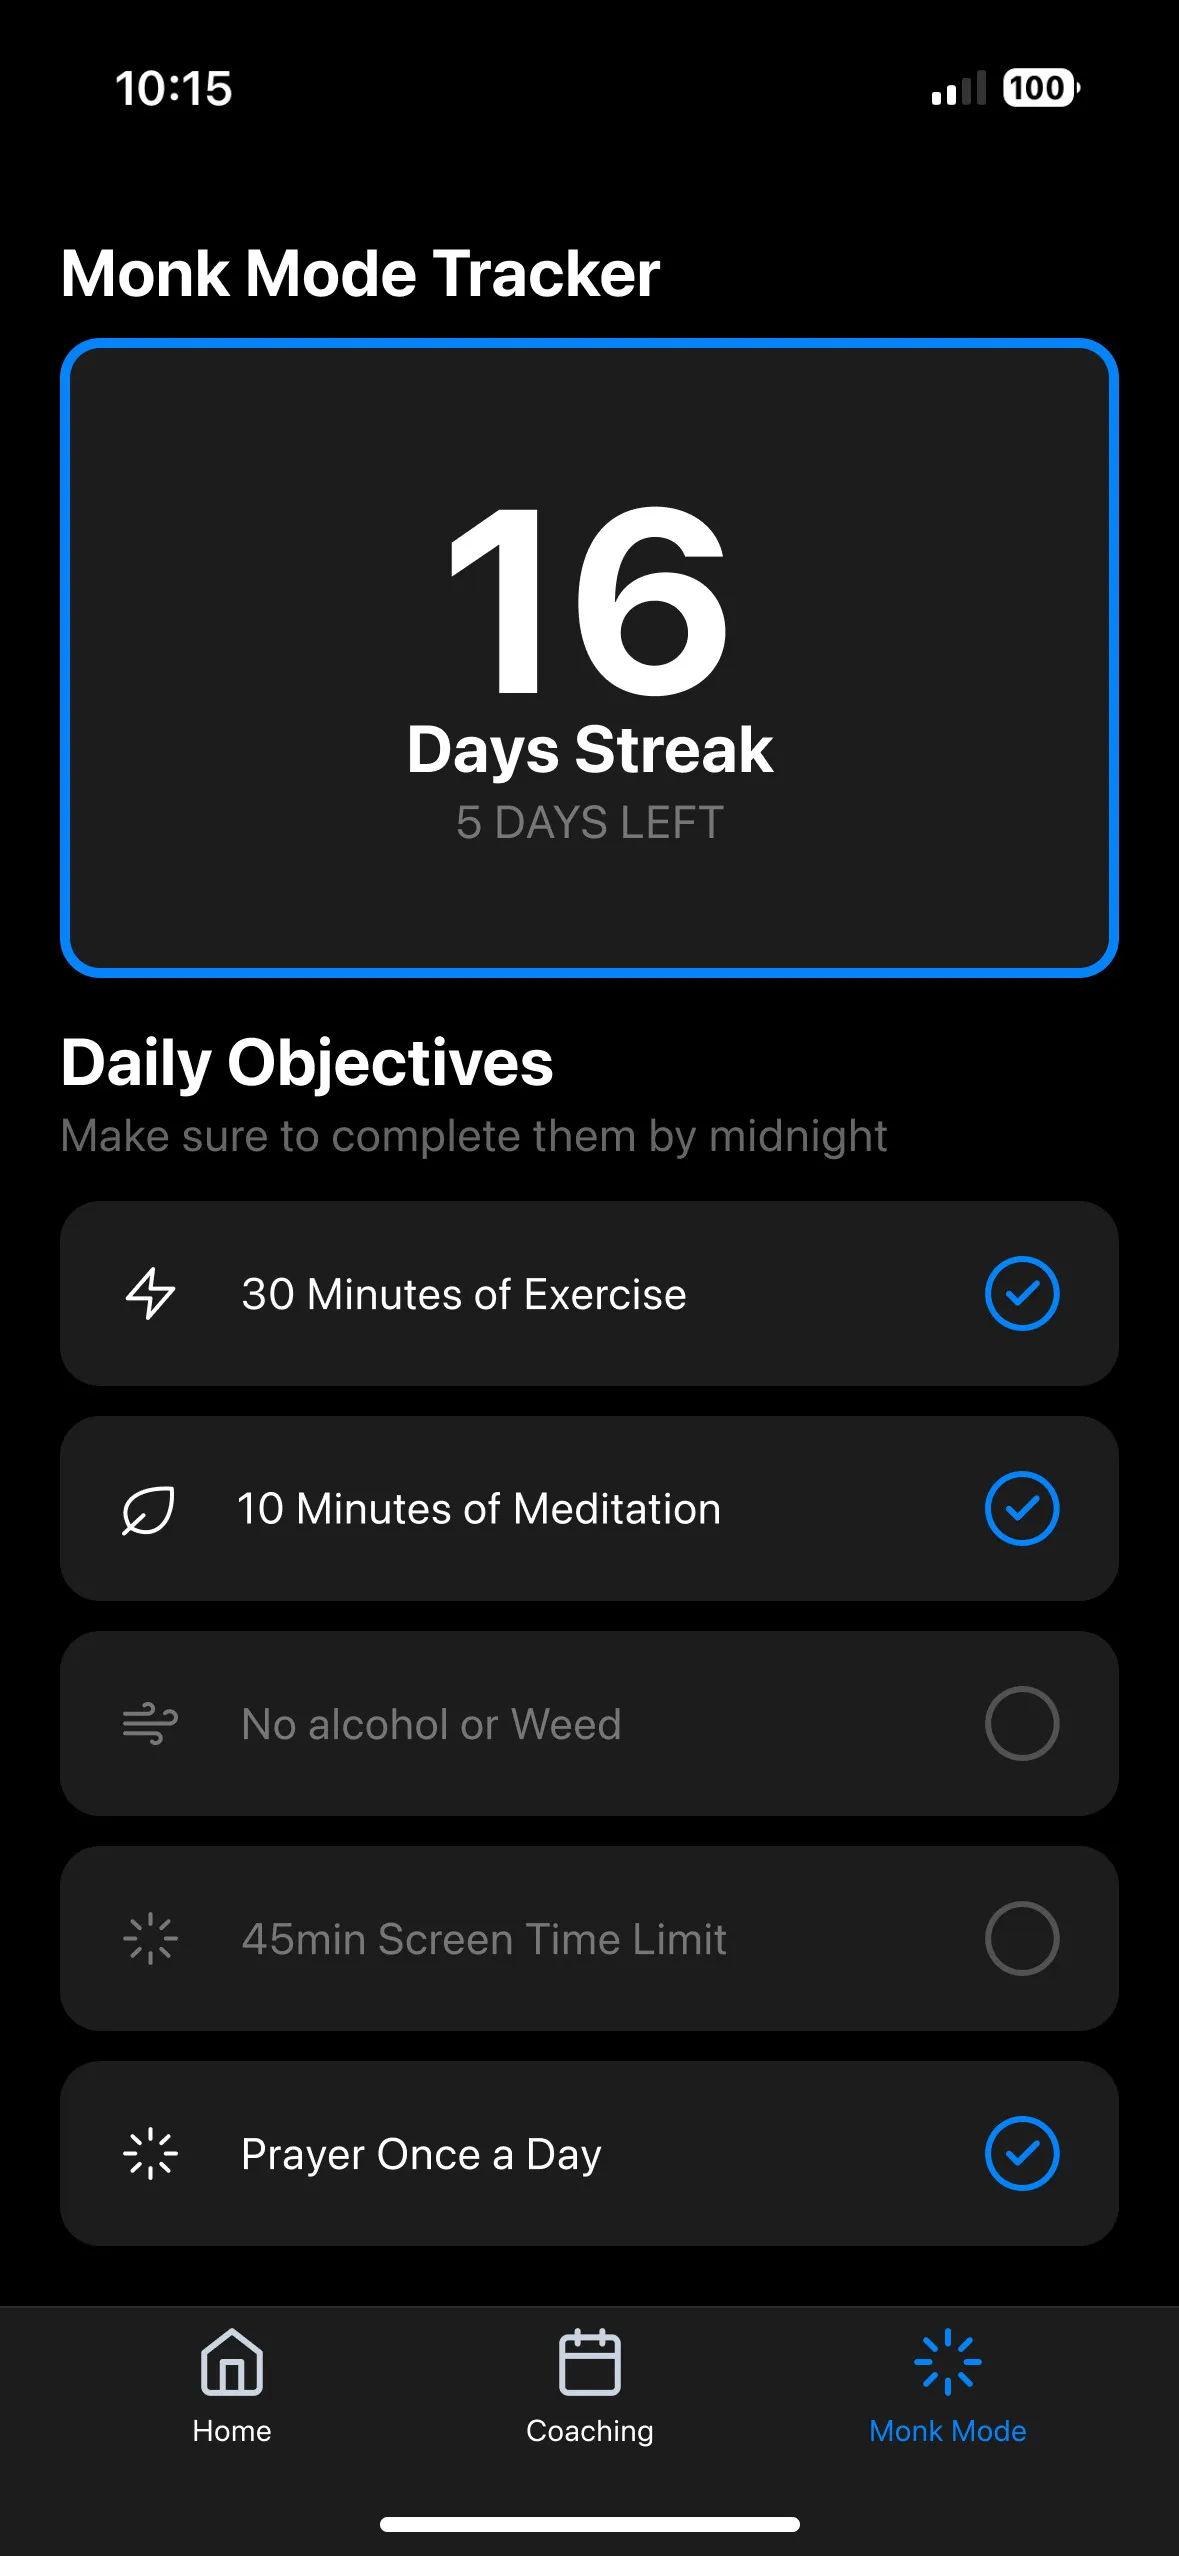 10:15
100
Monk Mode Tracker
16
Days Streak
5 DAYS LEFT
Daily Objectives
Make sure to complete them by midnight
30 Minutes of Exercise
10 Minutes of Meditation
No alcohol or Weed
45min Screen Time Limit
Prayer Once a Day
Home
Coaching
Monk Mode